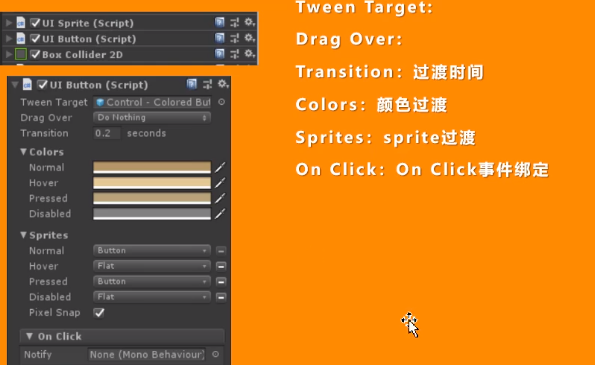 UI Sprite (Script)
UI Button (Script)
Box Collider 2D
UI Button (Script)
Tween Target Control - Colored But
Drag Over Do Nothing
Transition 0.2 seconds
Colors
Normal
Hover
Pressed
Disabled
Sprites
Normal Button
Hover Flat
Pressed Button
Disabled Flat
Pixel Snap
On Click
Notify None (Mono Behaviour)
Tween Target:
Drag Over:
Transition: 过渡时间
Colors: 颜色过渡
Sprites: sprite过渡
On Click: On Click事件绑定